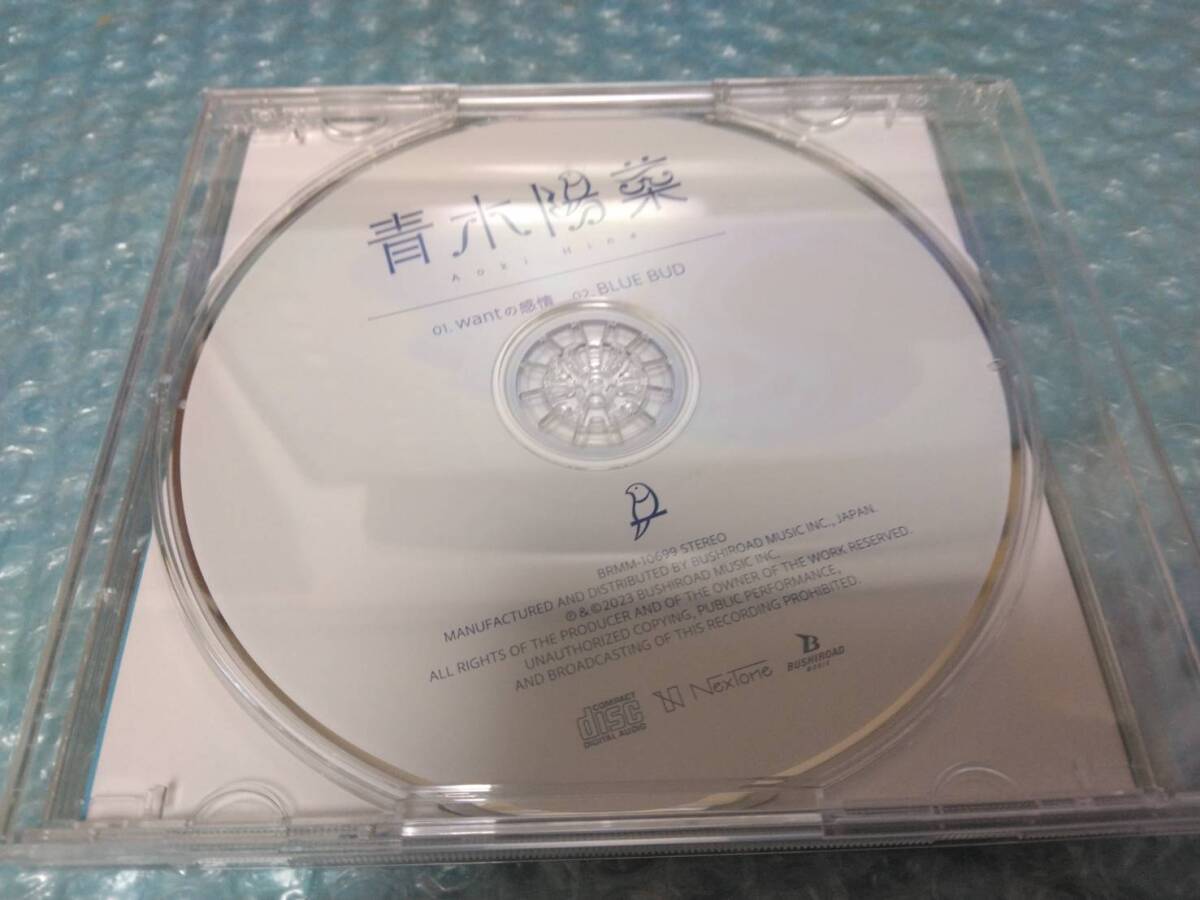 青木陽菜
Aoki Hina
01. wantの感情 02. BLUE BUD
BRMM-10699 STEREO
MANUFACTURED AND DISTRIBUTED BY BUSHIROAD MUSIC INC., JAPAN.
℗&©2023 BUSHIROAD MUSIC INC.
ALL RIGHTS OF THE PRODUCER AND OF THE OWNER OF THE WORK RESERVED.
UNAUTHORIZED COPYING, PUBLIC PERFORMANCE,
AND BROADCASTING OF THIS RECORDING PROHIBITED.
COMPACT
disc
DIGITAL AUDIO
NexTone
BUSHIROAD
MUSIC